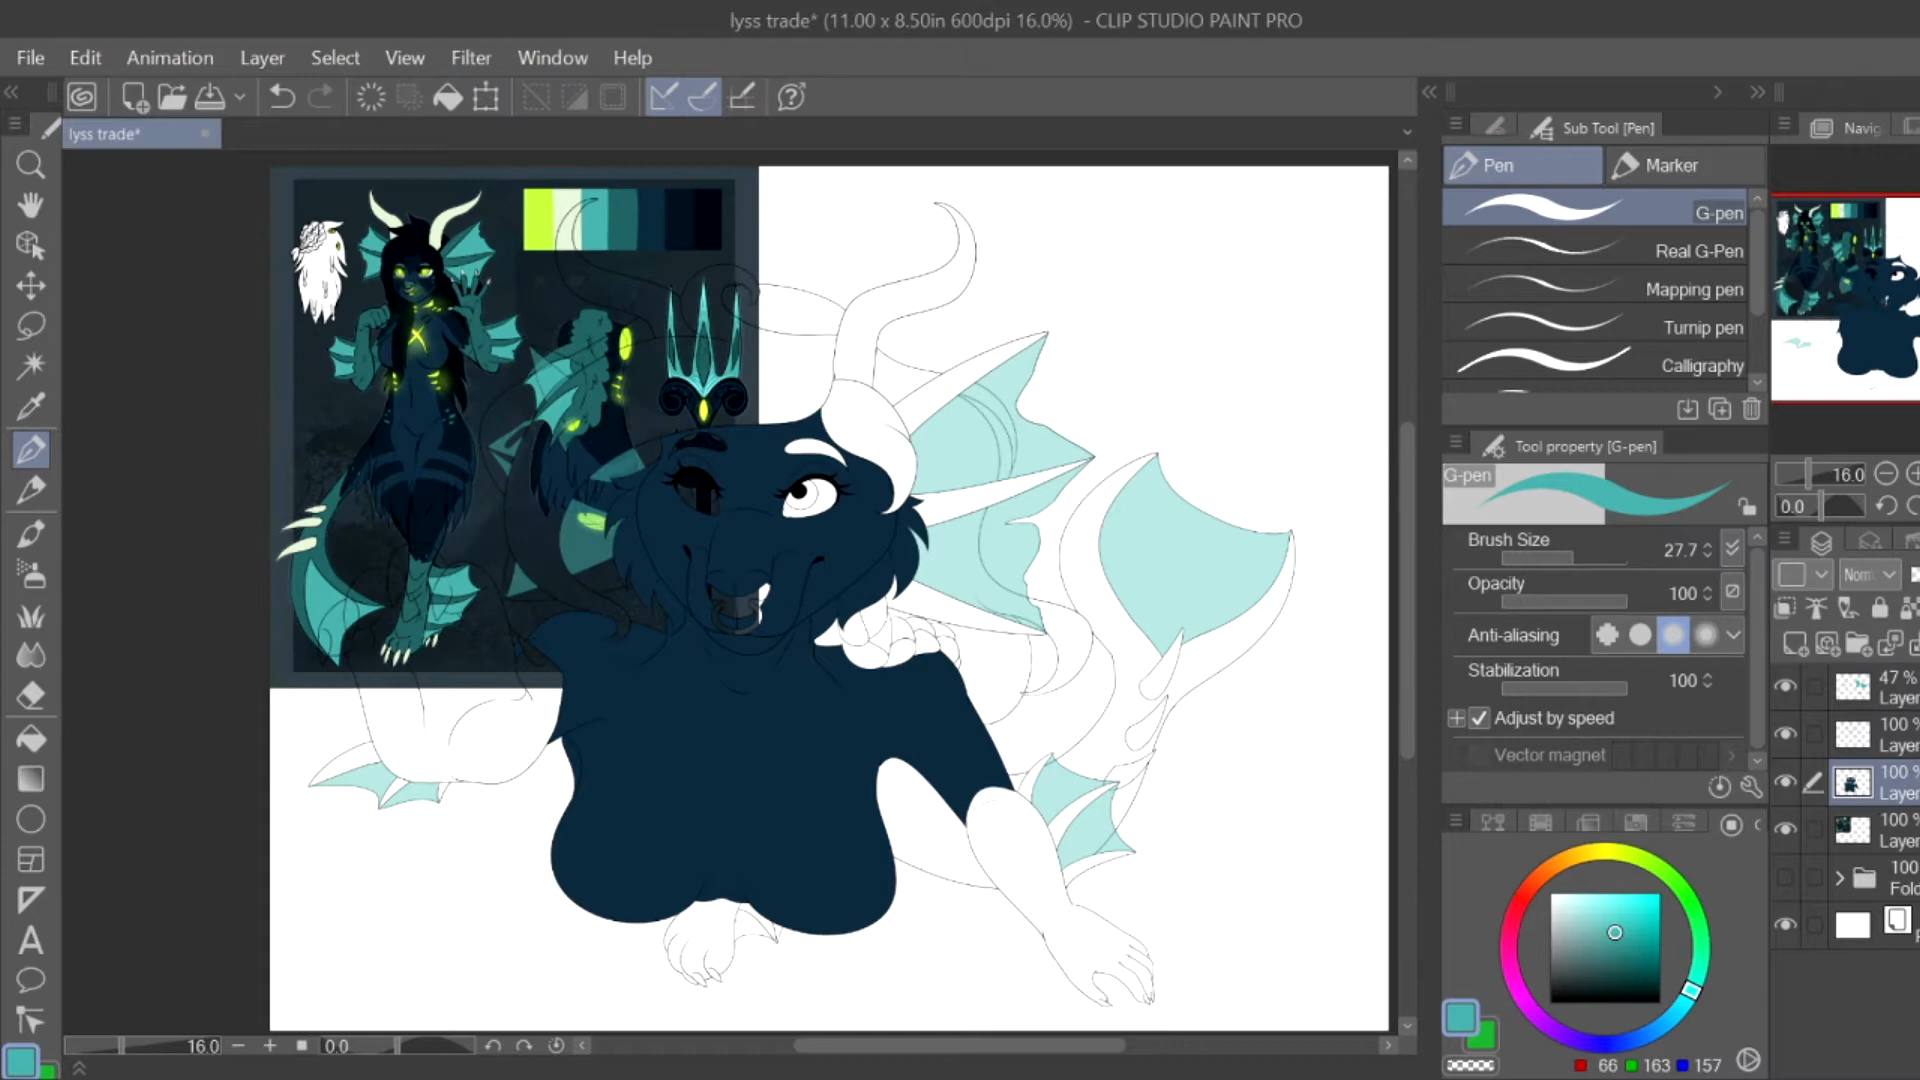 lyss trade* (11.00 x 8.50in 600dpi 16.0%) - CLIP STUDIO PAINT PRO
File Edit Animation Layer Select View Filter Window Help
lyss trade*
Sub Tool [Pen]
Navig
Pen
Marker
G-pen
Real G-Pen
Mapping pen
Turnip pen
Calligraphy
Tool property [G-pen]
G-pen
16.0
0.0
Brush Size 27.7
Opacity 100
Anti-aliasing
Stabilization 100
Adjust by speed
Vector magnet
Norm
47 %
Layer
100 %
Layer
100 %
Layer
100 %
Layer
100
Fold
16.0
0.0
66 163 157